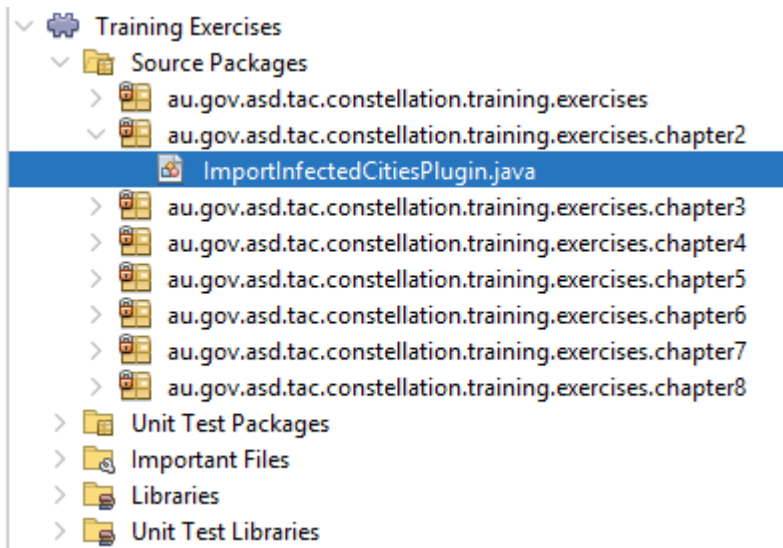 Training Exercises
Source Packages
au.gov.asd.tac.constellation.training.exercises
au.gov.asd.tac.constellation.training.exercises.chapter2
ImportInfectedCitiesPlugin.java
au.gov.asd.tac.constellation.training.exercises.chapter3
au.gov.asd.tac.constellation.training.exercises.chapter4
au.gov.asd.tac.constellation.training.exercises.chapter5
au.gov.asd.tac.constellation.training.exercises.chapter6
au.gov.asd.tac.constellation.training.exercises.chapter7
au.gov.asd.tac.constellation.training.exercises.chapter8
Unit Test Packages
Important Files
Libraries
Unit Test Libraries